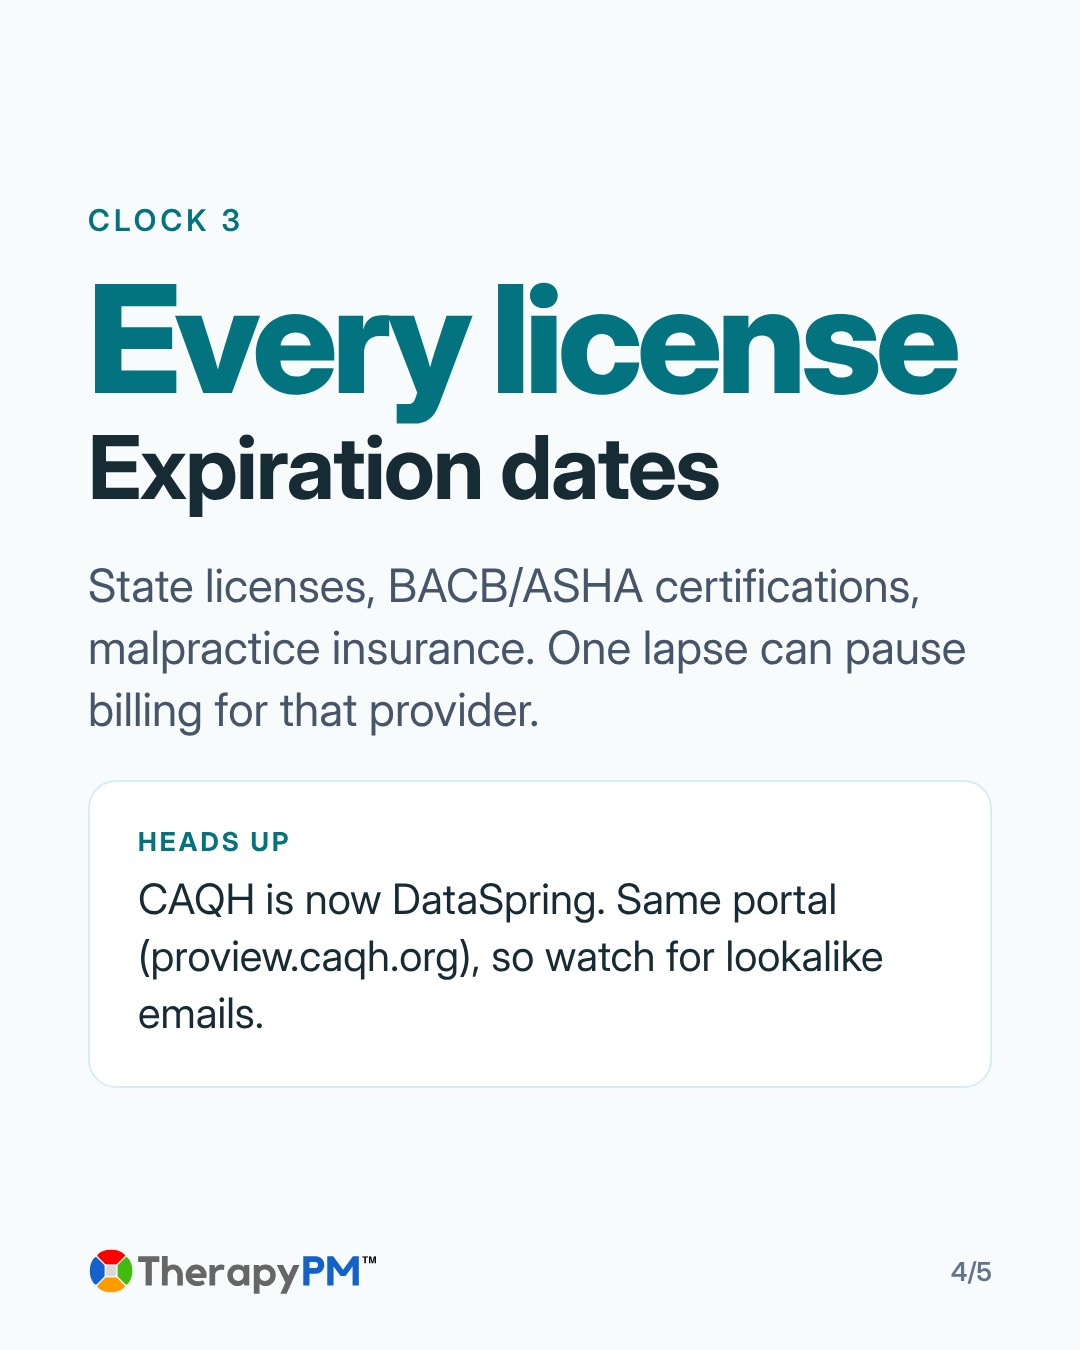 CLOCK 3
Every license
Expiration dates
State licenses, BACB/ASHA certifications,
malpractice insurance. One lapse can pause
billing for that provider.
HEADS UP
CAQH is now DataSpring. Same portal
(proview.caqh.org), so watch for lookalike
emails.
TherapyPM™
4/5